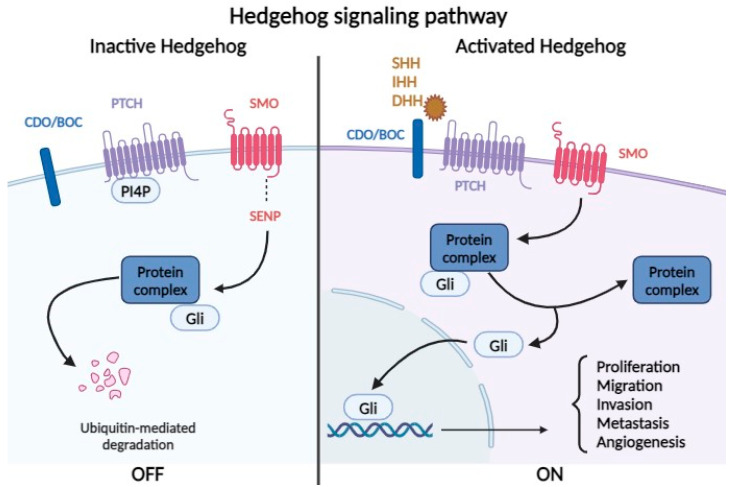 Hedgehog signaling pathway
Inactive Hedgehog
CDO/BOC
PTCH
SMO
PI4P
SENP
Protein
complex
Gli
Ubiquitin-mediated
degradation
OFF
Activated Hedgehog
SHH
IHH
DHH
CDO/BOC
PTCH
SMO
Protein
complex
Gli
Protein
complex
Gli
Gli
Proliferation
Migration
Invasion
Metastasis
Angiogenesis
ON